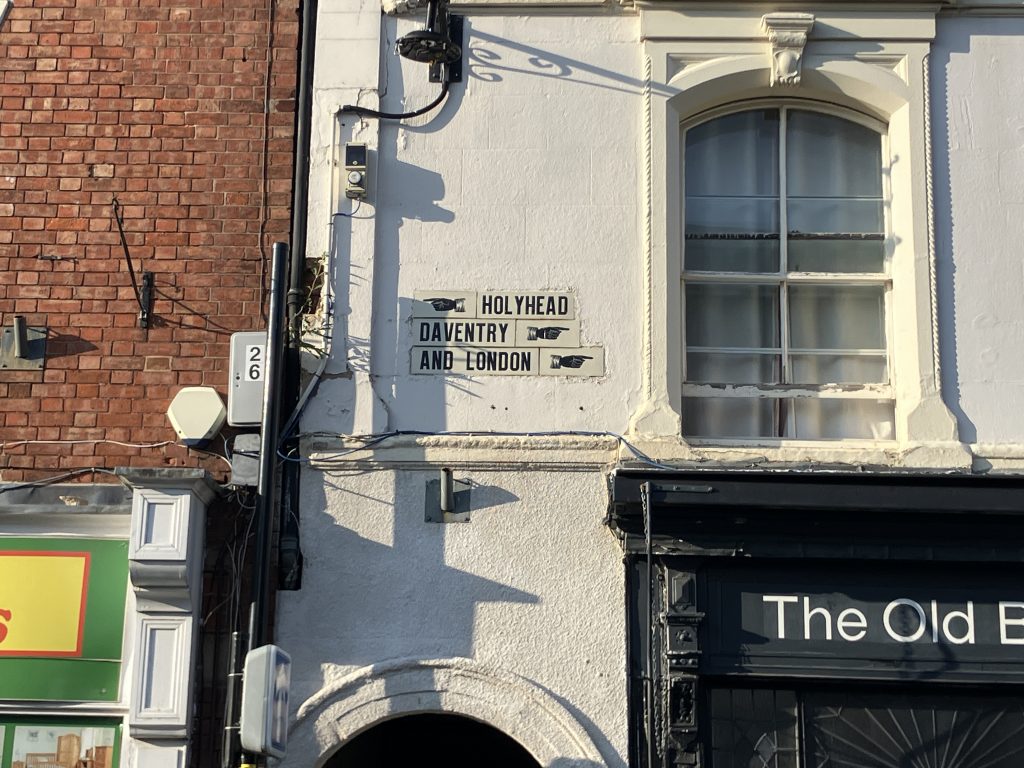 HOLYHEAD
DAVENTRY
AND LONDON
26
The Old B